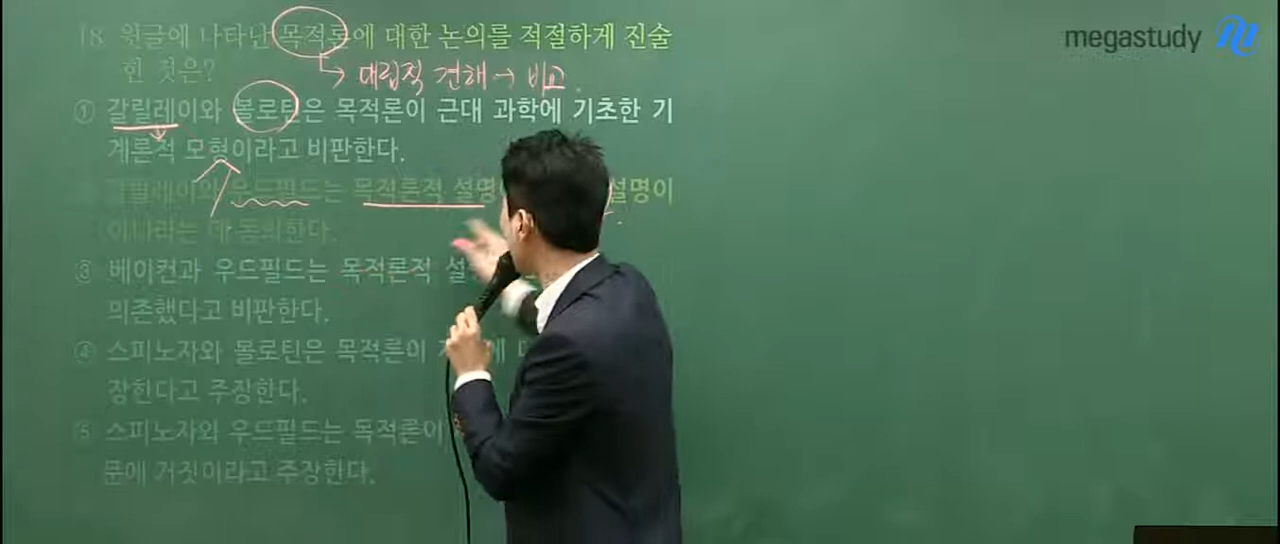 18. 윗글에 나타난 목적론에 대한 논의를 적절하게 진술
한 것은?
대립적 견해 → 비교.
① 갈릴레이와 볼로틴은 목적론이 근대 과학에 기초한 기
계론적 모형이라고 비판한다.
② 갈릴레이와 우드필드는 목적론적 설명 설명이
아니라는 데 동의한다.
③ 베이컨과 우드필드는 목적론적
의존했다고 비판한다.
④ 스피노자와 볼로틴은 목적론이
장한다고 주장한다.
⑤ 스피노자와 우드필드는 목적론이
문에 거짓이라고 주장한다.
megastudy